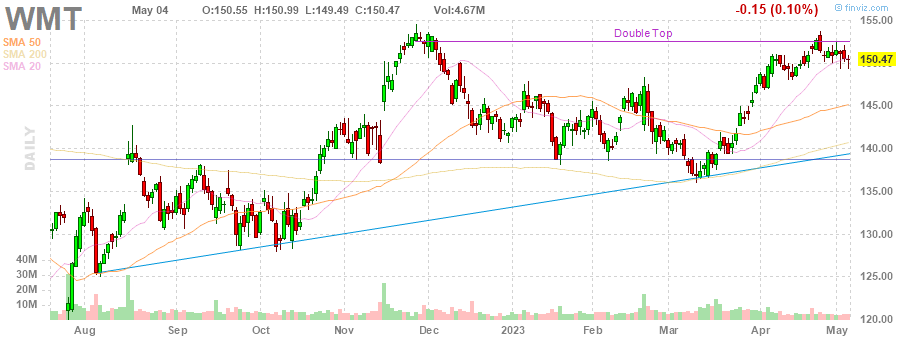 WMT
May 04 O:150.55 H:150.99 L:149.49 C:150.47 Vol:4.67M
-0.15 (0.10%)
finviz.com
SMA 50
SMA 200
SMA 20
Double Top
DAILY
155.00
150.47
145.00
140.00
135.00
130.00
125.00
120.00
40M
30M
20M
10M
Aug Sep Oct Nov Dec 2023 Feb Mar Apr May